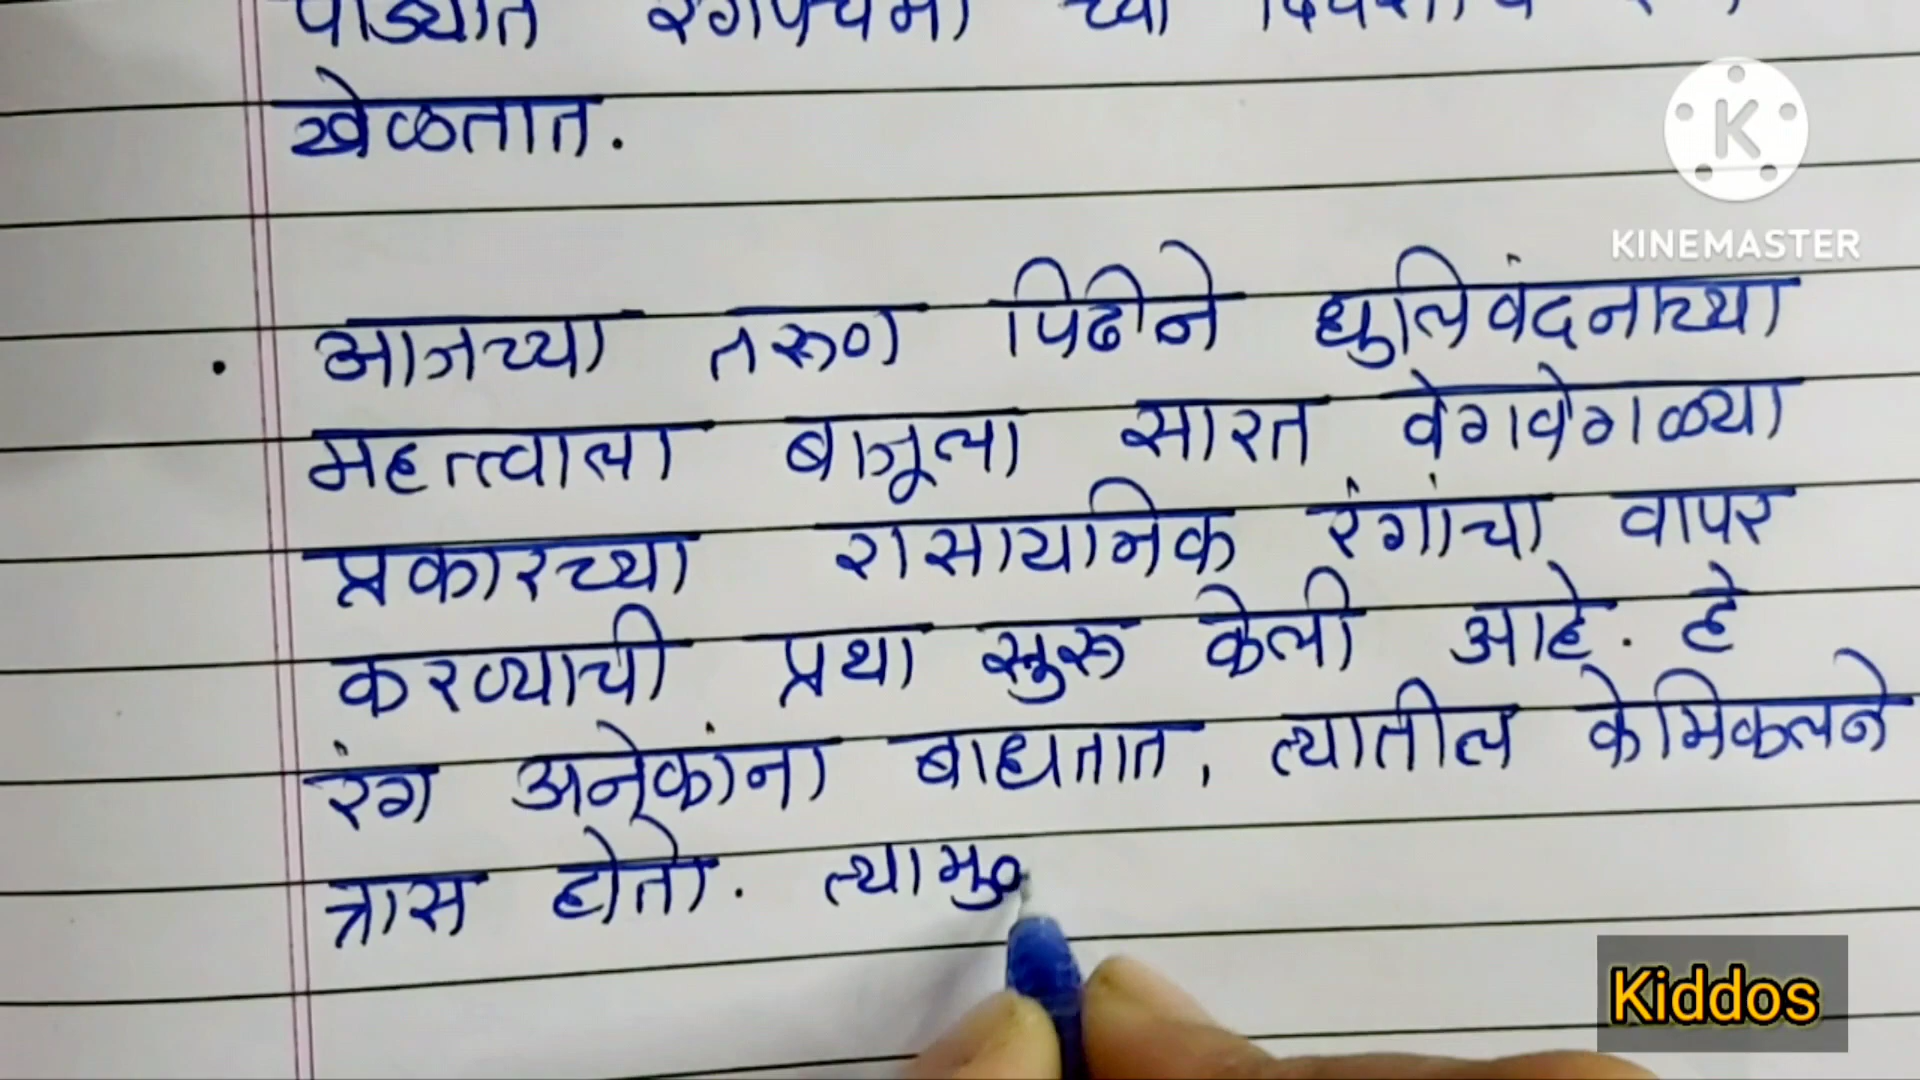 खेळतात.
KINEMASTER
आजच्या तरुण पिढीने धुलिवंदनाच्या
महत्त्वाला बाजूला सारत वेगवेगळ्या
प्रकारच्या रासायनिक रंगांचा वापर
करण्याची प्रथा सुरू केली आहे. हे
रंग अनेकांना बाधतात, त्यातील केमिकलने
त्रास होतो. त्यामु
Kiddos